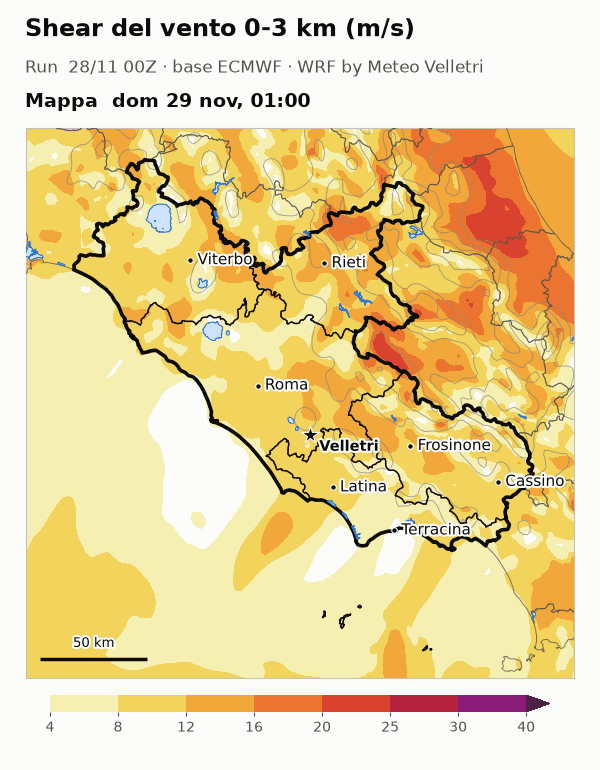 Shear del vento 0-3 km (m/s)
Run  28/11 00Z · base ECMWF · WRF by Meteo Velletri
Mappa  dom 29 nov, 01:00
Viterbo
Rieti
Roma
Velletri
Frosinone
Cassino
Latina
Terracina
50 km
4 8 12 16 20 25 30 40